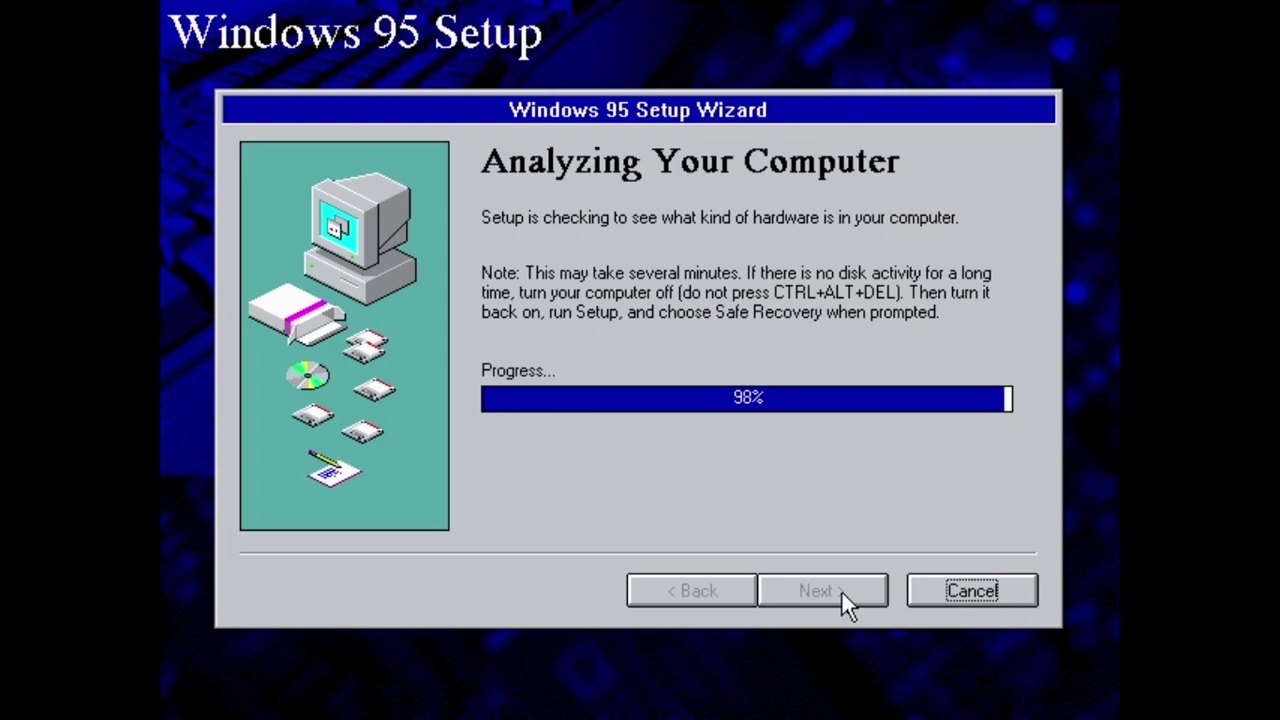 Windows 95 Setup
Windows 95 Setup Wizard
Analyzing Your Computer
Setup is checking to see what kind of hardware is in your computer.
Note: This may take several minutes. If there is no disk activity for a long
time, turn your computer off (do not press CTRL+ALT+DEL). Then turn it
back on, run Setup, and choose Safe Recovery when prompted.
Progress...
98%
< Back
Next >
Cancel